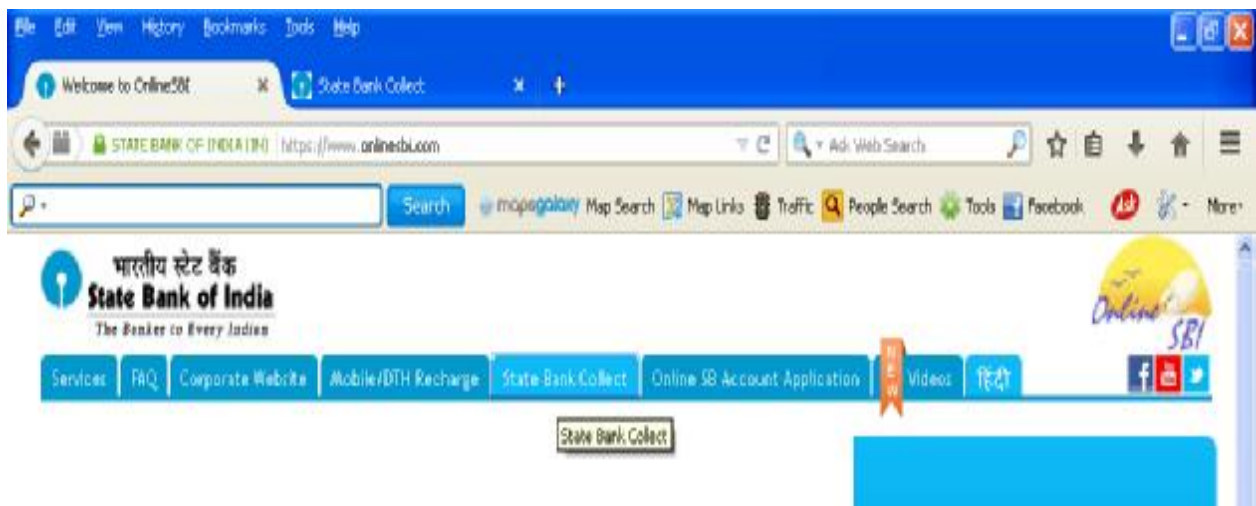 File Edit View History Bookmarks Tools Help
Welcome to OnlineSBI State Bank Collect
STATE BANK OF INDIA (IN) https://www.onlinesbi.com Ask Web Search
Search mapsgalaxy Map Search Map Links Traffic People Search Tools Facebook Ask More
भारतीय स्टेट बैंक
State Bank of India
The Banker to Every Indian
Online SBI
Services FAQ Corporate Website Mobile/DTH Recharge State Bank Collect Online SB Account Application NEW Videos हिंदी
State Bank Collect